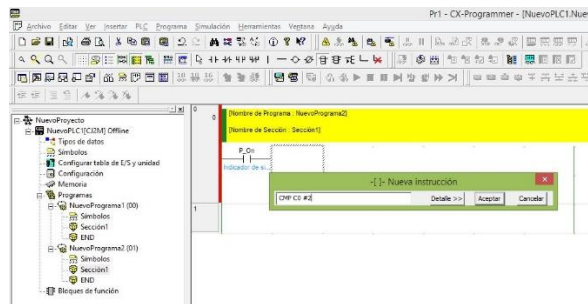 Pr1 - CX-Programmer - [NuevoPLC1.Nue
Archivo Editar Ver Insertar PLC Programa Simulación Herramientas Ventana Ayuda
NuevoProyecto
NuevoPLC1[CJ2M] Offline
Tipos de datos
Símbolos
Configurar tabla de E/S y unidad
Configuración
Memoria
Programas
NuevoPrograma1 (00)
Símbolos
Sección1
END
NuevoPrograma2 (01)
Símbolos
Sección1
END
Bloques de función
0
0
[Nombre de Programa : NuevoPrograma2]
[Nombre de Sección : Sección1]
P_On
Indicador de si...
1
-[ ]- Nueva instrucción
CMP C0 #2
Detalle >>
Aceptar
Cancelar